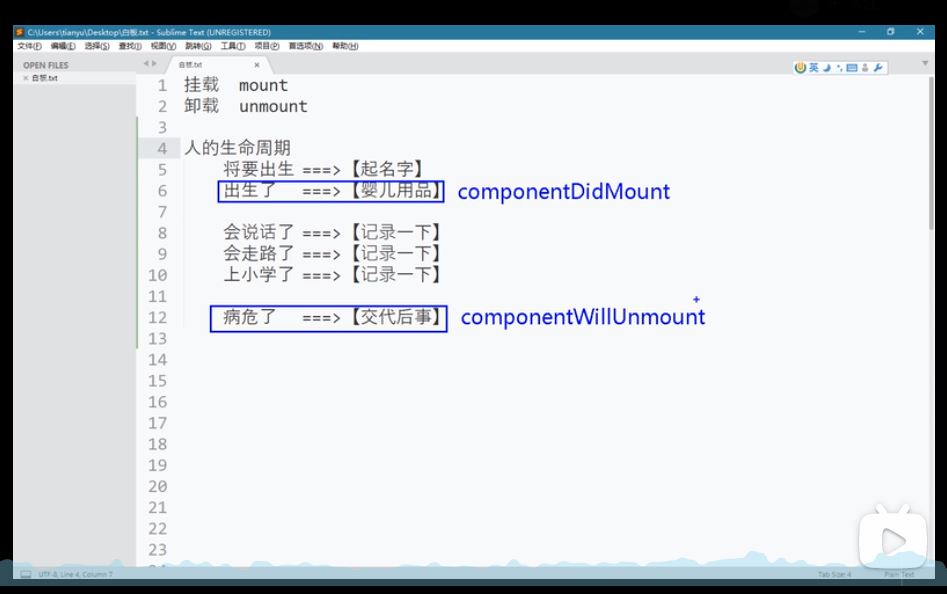 C:\Users\tianyu\Desktop\白板.txt - Sublime Text (UNREGISTERED)
文件(F) 编辑(E) 选择(S) 查找(I) 视图(V) 跳转(G) 工具(T) 项目(P) 首选项(N) 帮助(H)
OPEN FILES
白板.txt
× 白板.txt
英
1 挂载 mount
2 卸载 unmount
3
4 人的生命周期
5 将要出生 ===> 【起名字】
6 出生了 ===> 【婴儿用品】 componentDidMount
7
8 会说话了 ===> 【记录一下】
9 会走路了 ===> 【记录一下】
10 上小学了 ===> 【记录一下】
11
12 病危了 ===> 【交代后事】 componentWillUnmount
13
14
15
16
17
18
19
20
21
22
23
UTF-8, Line 4, Column 7
Tab Size: 4
Plain Text